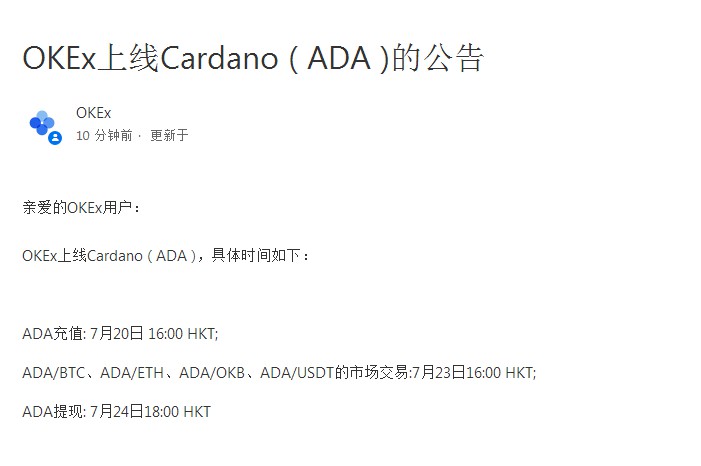 OKEx上线Cardano ( ADA )的公告
OKEx
10 分钟前 · 更新于
亲爱的OKEx用户：
OKEx上线Cardano ( ADA )，具体时间如下：
ADA充值: 7月20日 16:00 HKT;
ADA/BTC、ADA/ETH、ADA/OKB、ADA/USDT的市场交易:7月23日16:00 HKT;
ADA提现: 7月24日18:00 HKT